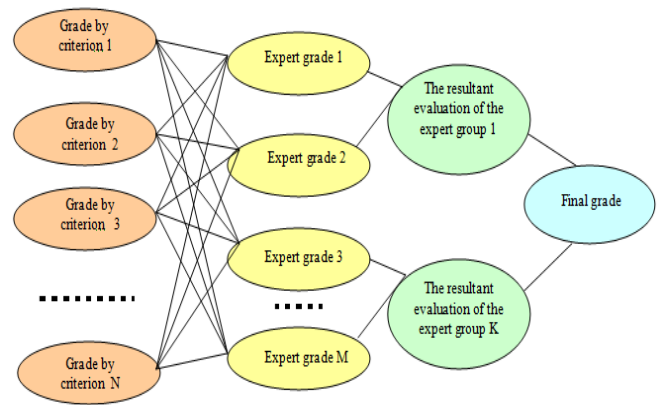 Grade by
criterion 1
Grade by
criterion 2
Grade by
criterion 3
Grade by
criterion N
Expert grade 1
Expert grade 2
Expert grade 3
Expert grade M
The resultant
evaluation of the
expert group 1
The resultant
evaluation of the
expert group K
Final grade